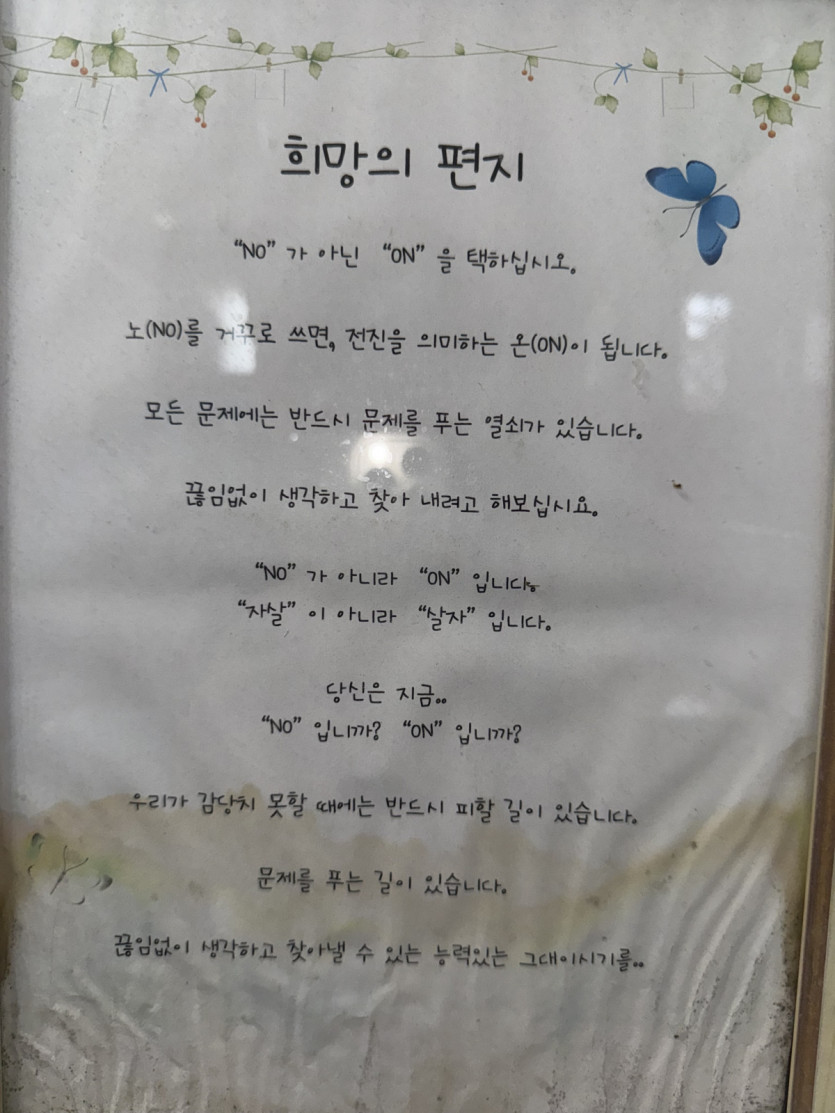 희망의 편지
“NO” 가 아닌 “ON” 을 택하십시오.
노(NO)를 거꾸로 쓰면, 전진을 의미하는 온(ON)이 됩니다.
모든 문제에는 반드시 문제를 푸는 열쇠가 있습니다.
끊임없이 생각하고 찾아 내려고 해보십시요.
“NO” 가 아니라 “ON” 입니다.
“자살” 이 아니라 “살자” 입니다.
당신은 지금..
“NO” 입니까? “ON” 입니까?
우리가 감당치 못할 때에는 반드시 피할 길이 있습니다.
문제를 푸는 길이 있습니다.
끊임없이 생각하고 찾아낼 수 있는 능력있는 그대이시기를..